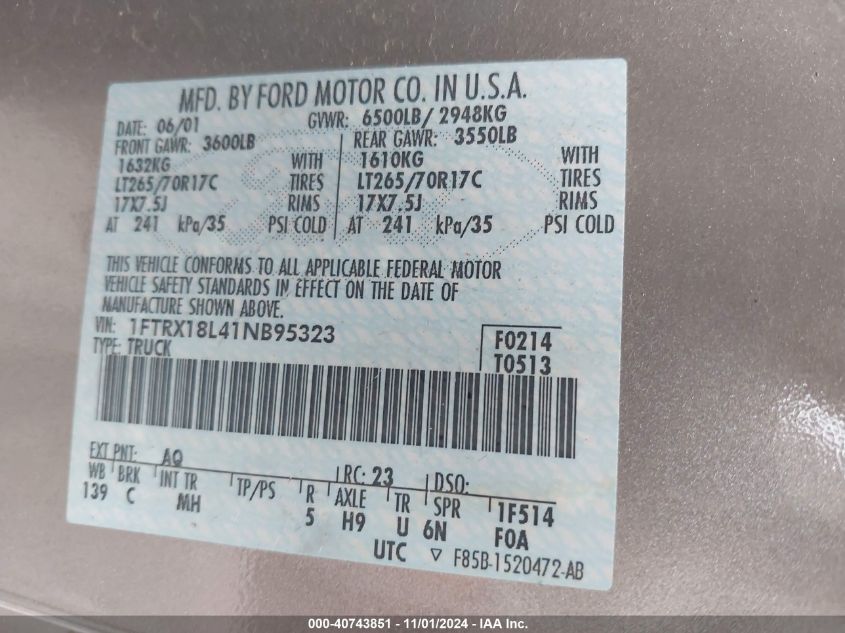 MFD. BY FORD MOTOR CO. IN U.S.A.
DATE: 06/01 GVWR: 6500LB/ 2948KG
FRONT GAWR: 3600LB REAR GAWR: 3550LB
1632KG WITH 1610KG WITH
LT265/70R17C TIRES LT265/70R17C TIRES
17X7.5J RIMS 17X7.5J RIMS
AT 241 kPa/35 PSI COLD AT 241 kPa/35 PSI COLD
THIS VEHICLE CONFORMS TO ALL APPLICABLE FEDERAL MOTOR
VEHICLE SAFETY STANDARDS IN EFFECT ON THE DATE OF
MANUFACTURE SHOWN ABOVE.
VIN: 1FTRX18L41NB95323 F0214
TYPE: TRUCK T0513
EXT PNT: AQ RC: 23 DSO:
WB BRK INT TR TP/PS R AXLE TR SPR 1F514
139 C MH 5 H9 U 6N F0A
UTC ▽ F85B-1520472-AB
000-40743851 - 11/01/2024 - IAA Inc.